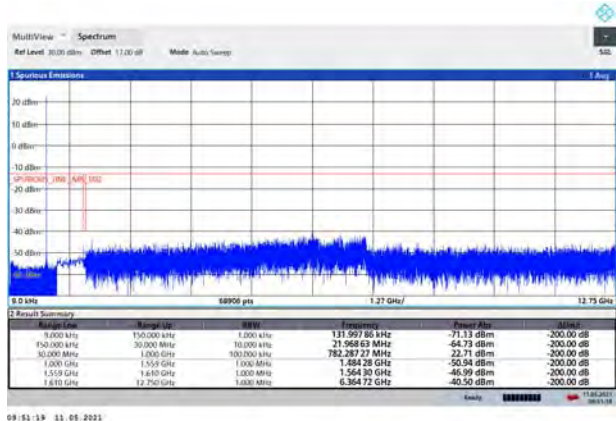 MultiView Spectrum
Ref Level 30.00 dBm Offset 17.00 dB Mode Auto Sweep
SGL
1 Spurious Emissions
20 dBm
10 dBm
0 dBm
-10 dBm
-20 dBm
-30 dBm
-40 dBm
-50 dBm
-60 dBm
9.0 kHz 68906 pts 1.27 GHz/ 12.75 GHz
2 Result Summary
Range Low Range Up RBW Frequency Power Abs ΔLimit
9.000 kHz 150.000 kHz 1.000 kHz 131.997 86 kHz -71.13 dBm -200.00 dB
150.000 kHz 30.000 MHz 10.000 kHz 21.968 63 MHz -64.73 dBm -200.00 dB
30.000 MHz 1.000 GHz 100.000 kHz 782.287 27 MHz 22.71 dBm -200.00 dB
1.000 GHz 1.559 GHz 1.000 MHz 1.484 28 GHz -50.94 dBm -200.00 dB
1.559 GHz 1.610 GHz 1.000 MHz 1.564 30 GHz -46.99 dBm -200.00 dB
1.610 GHz 12.750 GHz 1.000 MHz 6.364 72 GHz -40.50 dBm -200.00 dB
Ready 11.05.2021
08:51:19 11.05.2021